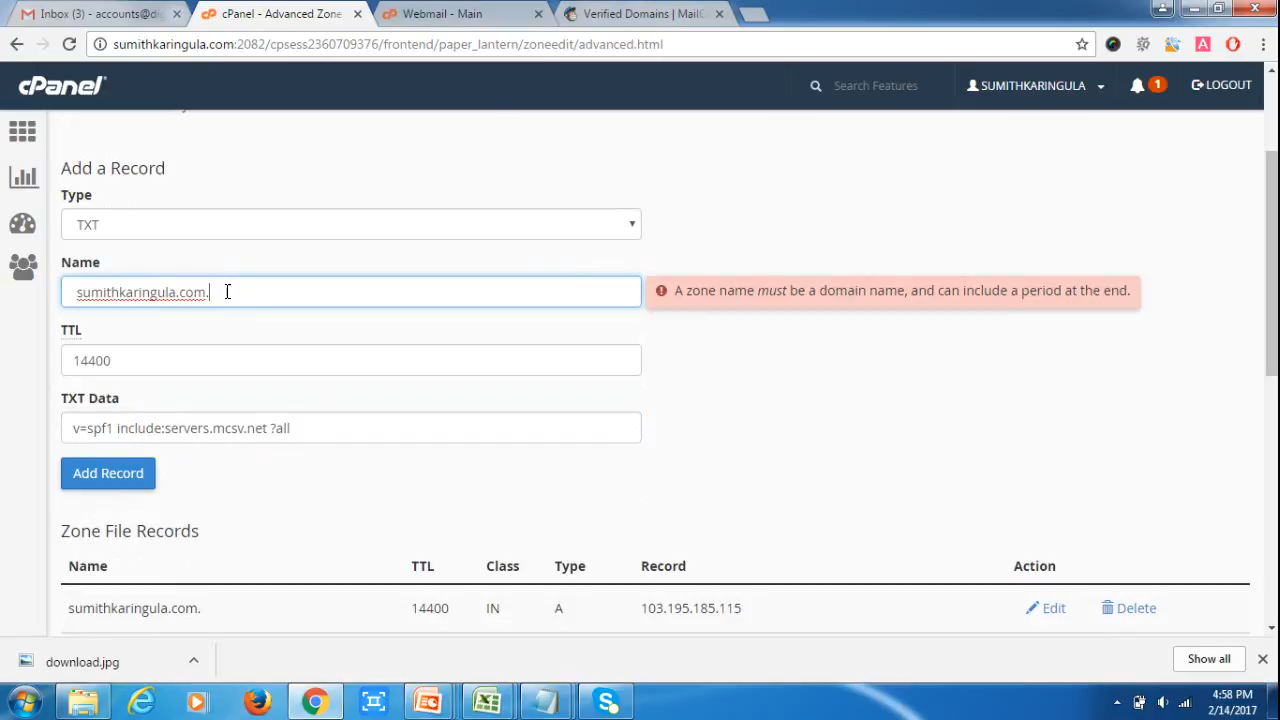 Inbox (3) - accounts@di
cPanel - Advanced Zone
Webmail - Main
Verified Domains | MailC
sumithkaringula.com:2082/cpsess2360709376/frontend/paper_tantern/zoneedit/advanced.html
cPanel
Search Features
SUMITHKARINGULA
1
LOGOUT
Add a Record
Type
TXT
Name
sumithkaringula.com.
A zone name must be a domain name, and can include a period at the end.
TTL
14400
TXT Data
v=spf1 include:servers.mcsv.net ?all
Add Record
Zone File Records
Name TTL Class Type Record Action
sumithkaringula.com. 14400 IN A 103.195.185.115 Edit Delete
download.jpg
Show all
4:58 PM
2/14/2017